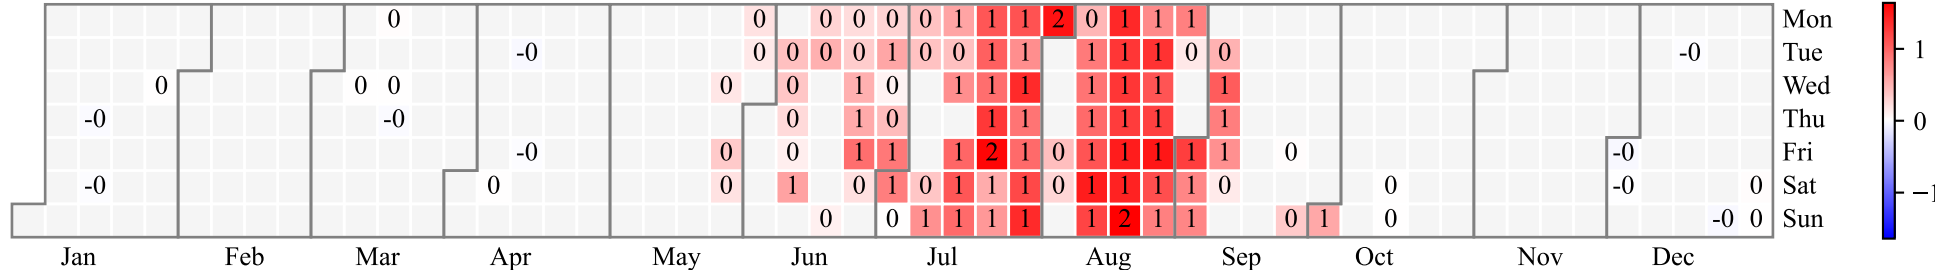 0 0 0 0 0 0 1 1 1 2 0 1 1 1 Mon
-0 0 0 0 0 1 0 0 1 1 1 1 1 0 0 -0 Tue
0 0 0 0 0 1 0 1 1 1 1 1 1 1 Wed
-0 -0 0 1 0 1 1 1 1 1 1 Thu
-0 0 0 1 1 1 2 1 0 1 1 1 1 1 0 -0 Fri
-0 0 0 1 0 1 0 1 1 1 0 1 1 1 1 0 0 -0 0 Sat
0 0 1 1 1 1 1 2 1 1 0 1 0 -0 0 Sun
Jan Feb Mar Apr May Jun Jul Aug Sep Oct Nov Dec
1
0
−1